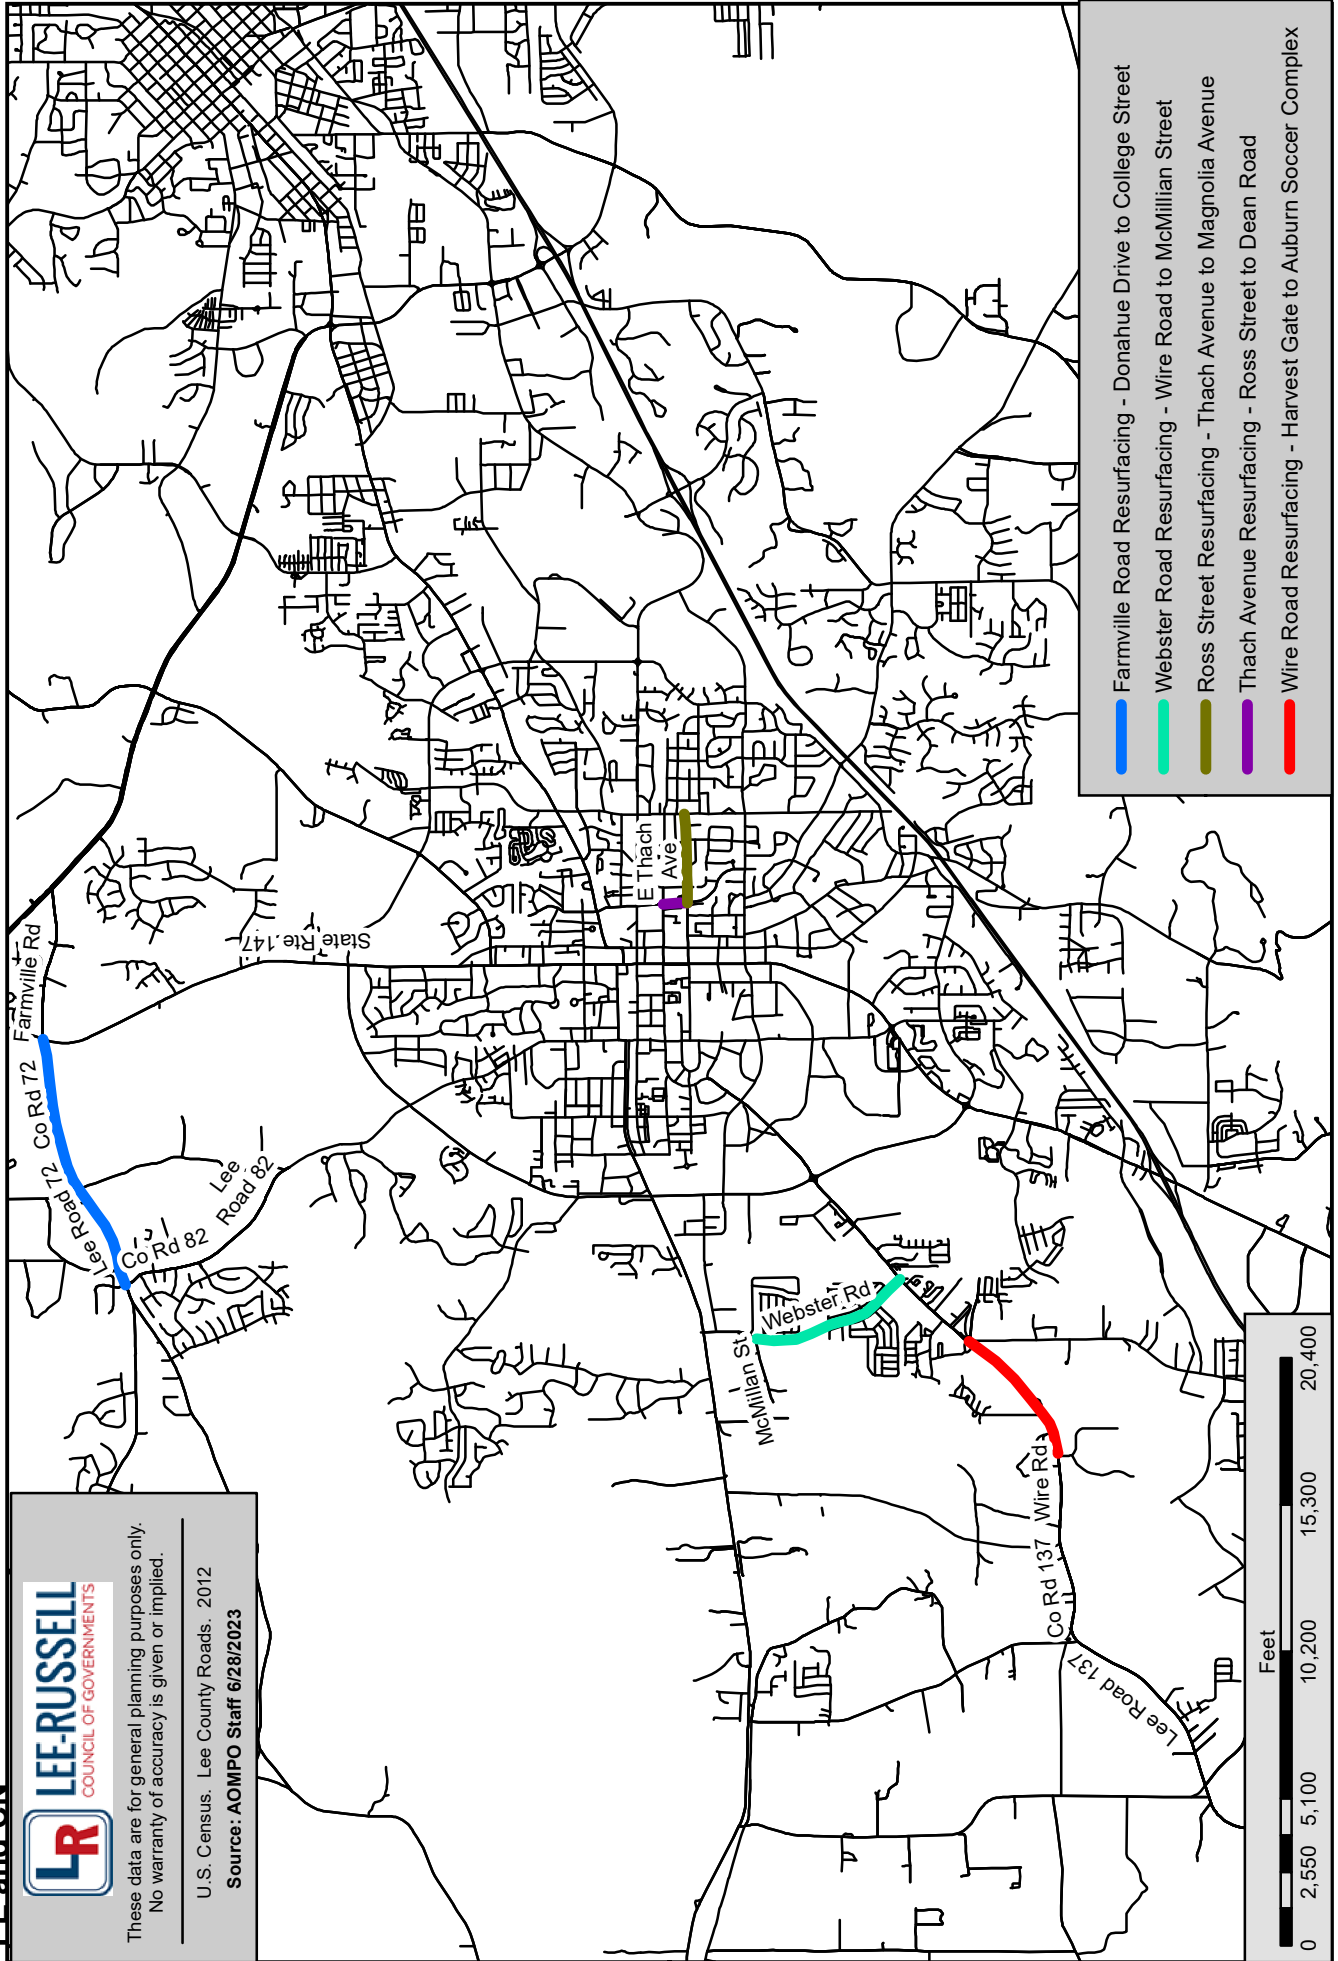 LR
LEE-RUSSELL
COUNCIL OF GOVERNMENTS
These data are for general planning purposes only.
No warranty of accuracy is given or implied.
U.S. Census. Lee County Roads. 2012
Source: AOMPO Staff 6/28/2023
Lee Road 72
Co Rd 72
Farmville Rd
Co Rd 82
Lee
Road 82
State Rte 147
E Thach
Ave
McMillan St
Webster Rd
Wire Rd
Co Rd 137
Lee Road 137
Farmville Road Resurfacing - Donahue Drive to College Street
Webster Road Resurfacing - Wire Road to McMillian Street
Ross Street Resurfacing - Thach Avenue to Magnolia Avenue
Thach Avenue Resurfacing - Ross Street to Dean Road
Wire Road Resurfacing - Harvest Gate to Auburn Soccer Complex
Feet
0 2,550 5,100 10,200 15,300 20,400